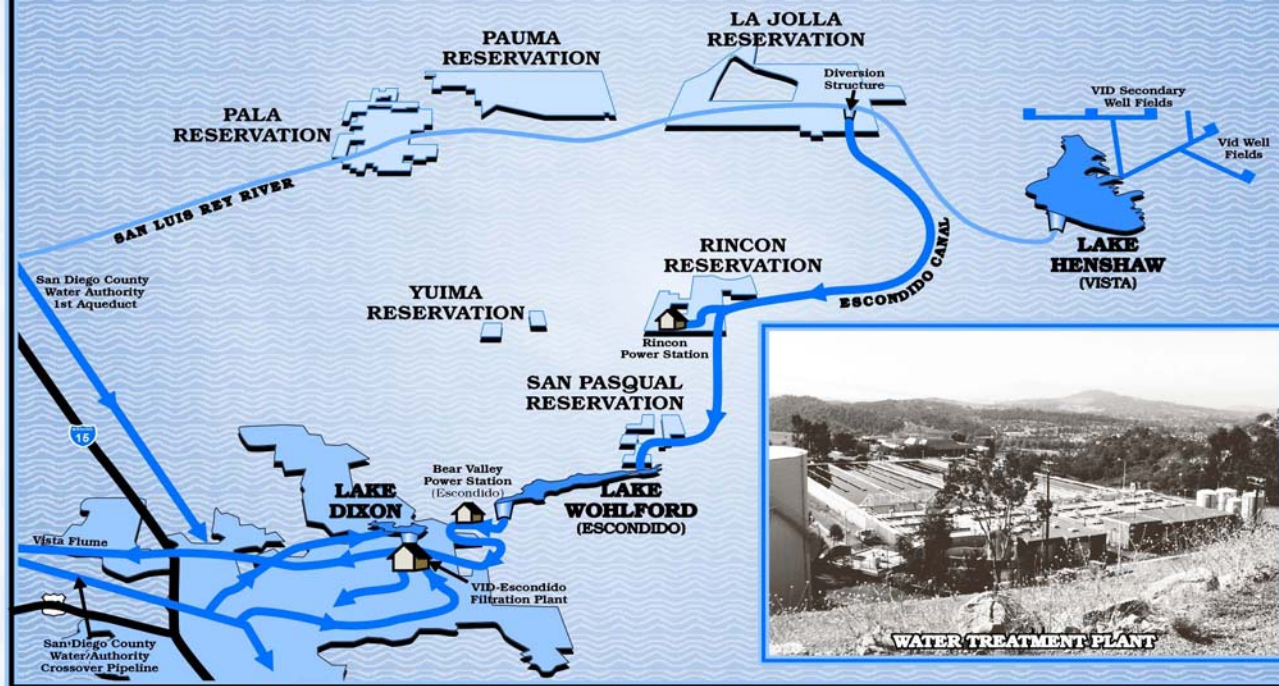 LA JOLLA
RESERVATION
PAUMA
RESERVATION
Diversion
Structure
VID Secondary
Well Fields
PALA
RESERVATION
Vid Well
Fields
SAN LUIS REY RIVER
ESCONDIDO CANAL
LAKE
HENSHAW
(VISTA)
RINCON
RESERVATION
San Diego County
Water Authority
1st Aqueduct
YUIMA
RESERVATION
Rincon
Power Station
SAN PASQUAL
RESERVATION
15
Bear Valley
Power Station
(Escondido)
LAKE
DIXON
LAKE
WOHLFORD
(ESCONDIDO)
Vista Flume
VID-Escondido
Filtration Plant
San Diego County
Water Authority
Crossover Pipeline
WATER TREATMENT PLANT